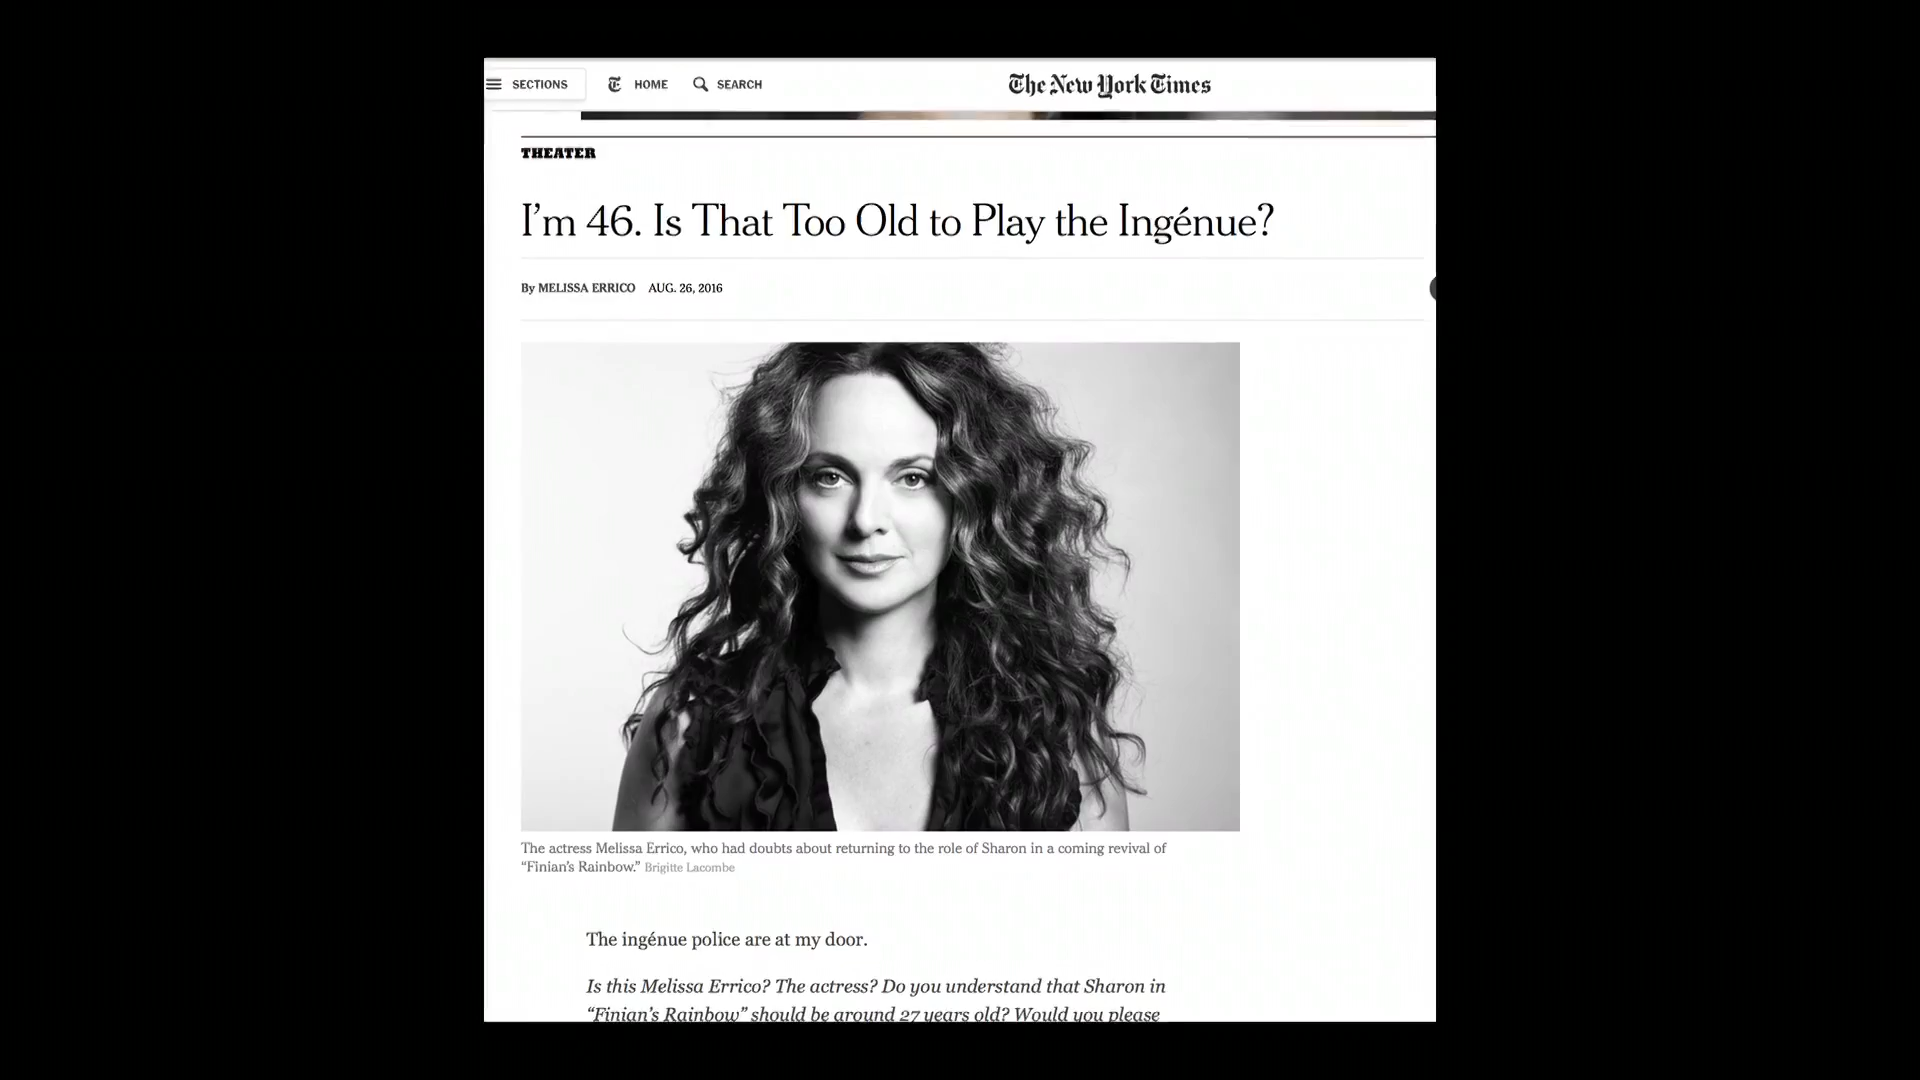 SECTIONS HOME SEARCH The New York Times
THEATER
I'm 46. Is That Too Old to Play the Ingénue?
By MELISSA ERRICO AUG. 26, 2016
The actress Melissa Errico, who had doubts about returning to the role of Sharon in a coming revival of
“Finian's Rainbow.” Brigitte Lacombe
The ingénue police are at my door.
Is this Melissa Errico? The actress? Do you understand that Sharon in
“Finian's Rainbow” should be around 27 years old? Would you please